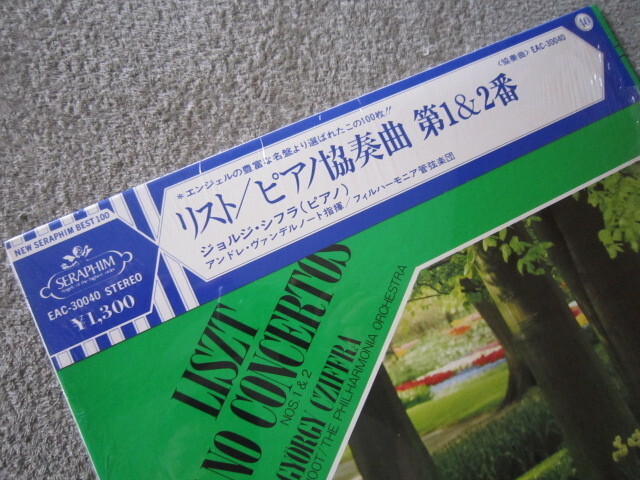 10
〈協奏曲〉EAC-30040
*エンジェルの豊富な名盤より選ばれたこの100枚!!
リスト/ピアノ協奏曲 第1&2番
ジョルジ・シフラ(ピアノ)
アンドレ・ヴァンデルノート指揮/フィルハーモニア管弦楽団
NEW SERAPHIM BEST 100
SERAPHIM
EAC-30040 STEREO
¥1,300
LISZT
NO CONCERTOS
NOS. 1 & 2
GYÖRGY CZIFFRA
OOT/THE PHILHARMONIA ORCHESTRA